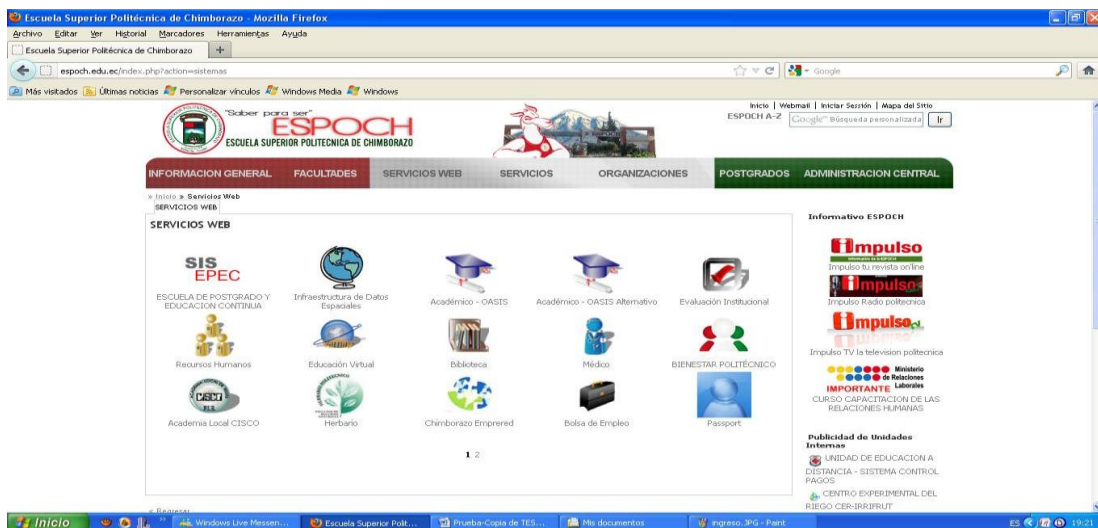 Escuela Superior Politécnica de Chimborazo - Mozilla Firefox
Archivo Editar Ver Historial Marcadores Herramientas Ayuda
Escuela Superior Politécnica de Chimborazo
espoch.edu.ec/index.php?action=sistemas
Google
Más visitados Últimas noticias Personalizar vínculos Windows Media Windows
"Saber para ser"
ESPOCH
ESCUELA SUPERIOR POLITECNICA DE CHIMBORAZO
Inicio | Webmail | Iniciar Sesión | Mapa del Sitio
ESPOCH A-Z Google™ Búsqueda personalizada Ir
INFORMACION GENERAL FACULTADES SERVICIOS WEB SERVICIOS ORGANIZACIONES POSTGRADOS ADMINISTRACION CENTRAL
» Inicio » Servicios Web
SERVICIOS WEB
SERVICIOS WEB
SIS
EPEC
ESCUELA DE POSTGRADO Y
EDUCACION CONTINUA
Infraestructura de Datos
Espaciales
Académico - OASIS
Académico - OASIS Alternativo
Evaluación Institucional
Recursos Humanos
Educación Virtual
Biblioteca
Médico
BIENESTAR POLITÉCNICO
CISCO
Academia Local CISCO
Herbario
Chimborazo Emprered
Bolsa de Empleo
Passport
1 2
« Regresar
Informativo ESPOCH
Impulso
Impulso tu revista on'line
Impulso
Impulso Radio politecnica
Impulso
Impulso TV la television politecnica
Ministerio
de Relaciones
Laborales
IMPORTANTE
CURSO CAPACITACION DE LAS
RELACIONES HUMANAS
Publicidad de Unidades
Internas
UNIDAD DE EDUCACION A
DISTANCIA - SISTEMA CONTROL
PAGOS
CENTRO EXPERIMENTAL DEL
RIEGO CER-IRRIFRUT
Inicio
Windows Live Messen...
Escuela Superior Polit...
Prueba-Copia de TES...
Mis documentos
ingreso.JPG - Paint
ES
19:21